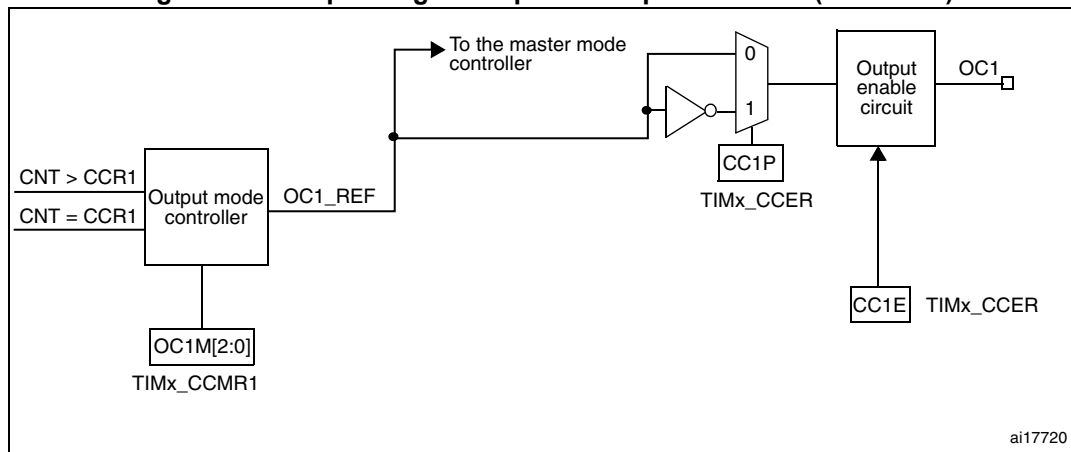 To the master mode
controller
0
1
CC1P
TIMx_CCER
Output
enable
circuit
OC1
CNT > CCR1
CNT = CCR1
Output mode
controller
OC1_REF
OC1M[2:0]
TIMx_CCMR1
CC1E
TIMx_CCER
ai17720